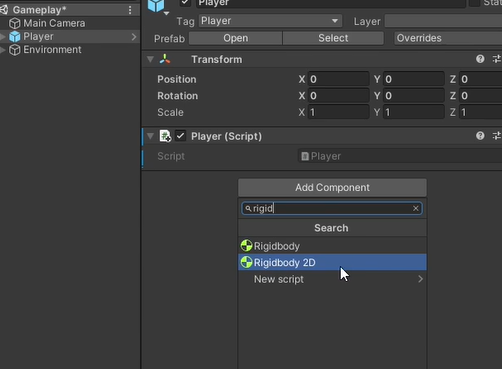 Gameplay*
Main Camera
Player
Environment
Player
Tag Player Layer
Prefab Open Select Overrides
Transform
Position X 0 Y 0 Z 0
Rotation X 0 Y 0 Z 0
Scale X 1 Y 1 Z 1
Player (Script)
Script Player
Add Component
rigid
Search
Rigidbody
Rigidbody 2D
New script